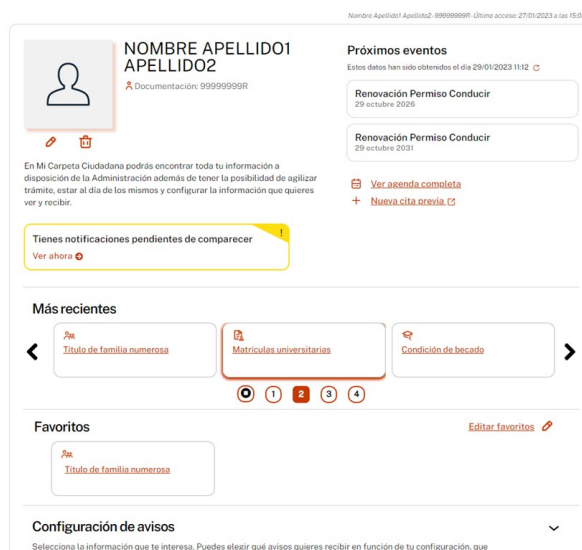 Nombre Apellido1 Apellido2 - 99999999R - Último acceso: 27/01/2023 a las 15:0
NOMBRE APELLIDO1
APELLIDO2
Documentación: 99999999R
En Mi Carpeta Ciudadana podrás encontrar toda tu información a
disposición de la Administración además de tener la posibilidad de agilizar
trámite, estar al día de los mismos y configurar la información que quieres
ver y recibir.
Tienes notificaciones pendientes de comparecer
!
Ver ahora
Próximos eventos
Estos datos han sido obtenidos el día 29/01/2023 11:12
Renovación Permiso Conducir
29 octubre 2026
Renovación Permiso Conducir
29 octubre 2031
Ver agenda completa
+ Nueva cita previa
Más recientes
Título de familia numerosa
Matrículas universitarias
Condición de becado
1 2 3 4
Favoritos
Editar favoritos
Título de familia numerosa
Configuración de avisos
Selecciona la información que te interesa. Puedes elegir qué avisos quieres recibir en función de tu configuración, que